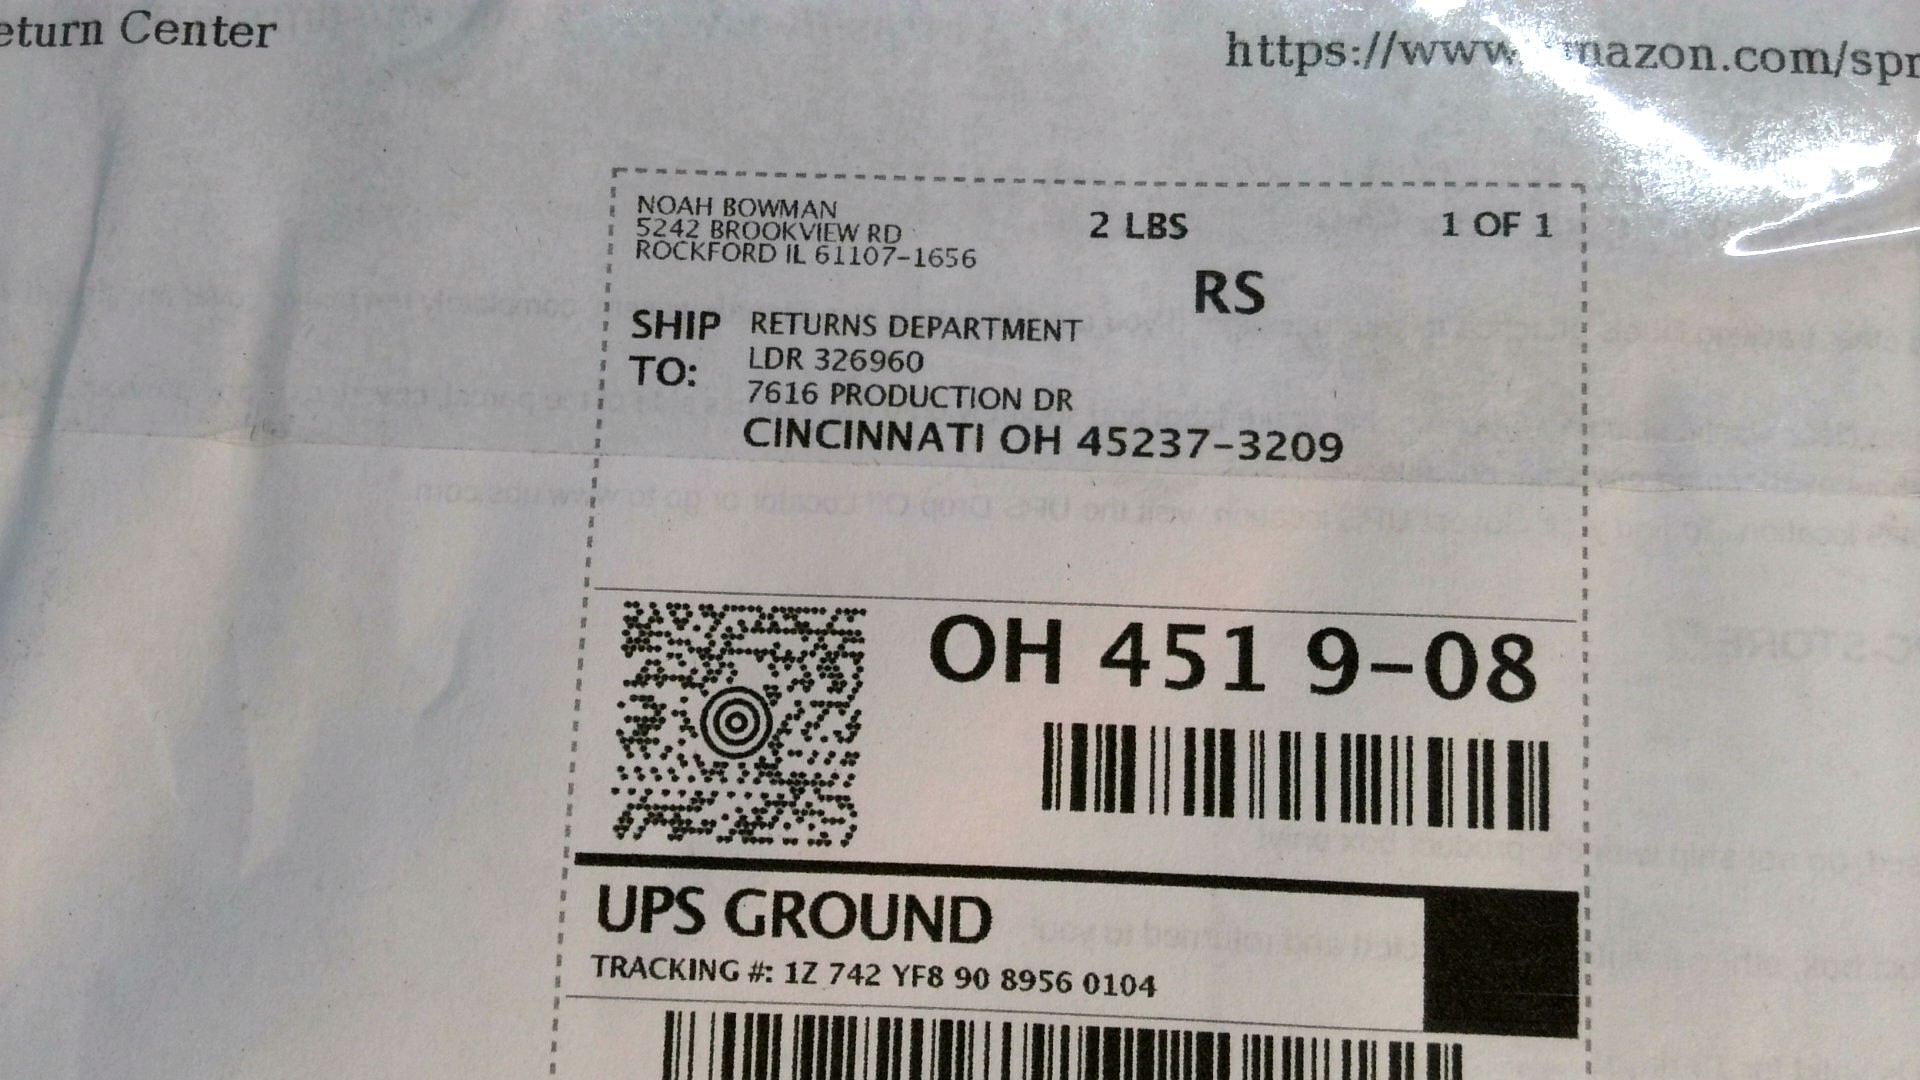 eturn Center
https://www. mazon.com/spr
NOAH BOWMAN
5242 BROOKVIEW RD
ROCKFORD IL 61107-1656
2 LBS
1 OF 1
RS
SHIP TO:
RETURNS DEPARTMENT
LDR 326960
7616 PRODUCTION DR
CINCINNATI OH 45237-3209
OH 451 9-08
UPS GROUND
TRACKING #: 1Z 742 YF8 90 8956 0104